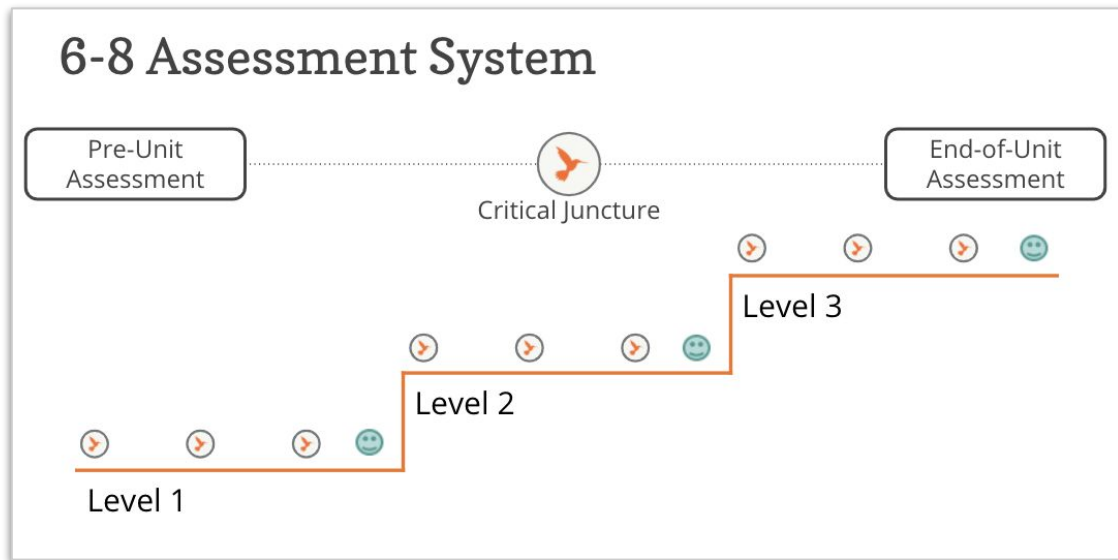 6-8 Assessment System
Pre-Unit
Assessment
Critical Juncture
End-of-Unit
Assessment
Level 3
Level 2
Level 1